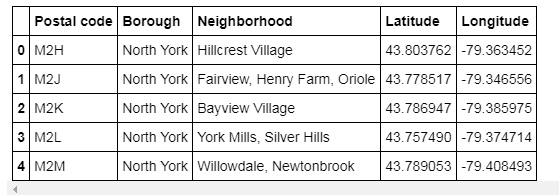 Postal code Borough Neighborhood Latitude Longitude
0 M2H North York Hillcrest Village 43.803762 -79.363452
1 M2J North York Fairview, Henry Farm, Oriole 43.778517 -79.346556
2 M2K North York Bayview Village 43.786947 -79.385975
3 M2L North York York Mills, Silver Hills 43.757490 -79.374714
4 M2M North York Willowdale, Newtonbrook 43.789053 -79.408493